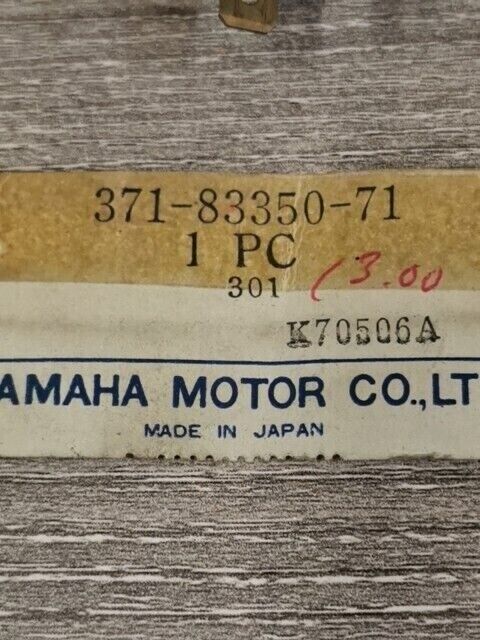 371-83350-71
1 PC
301 13.00
K70506A
AMAHA MOTOR CO.,LT
MADE IN JAPAN